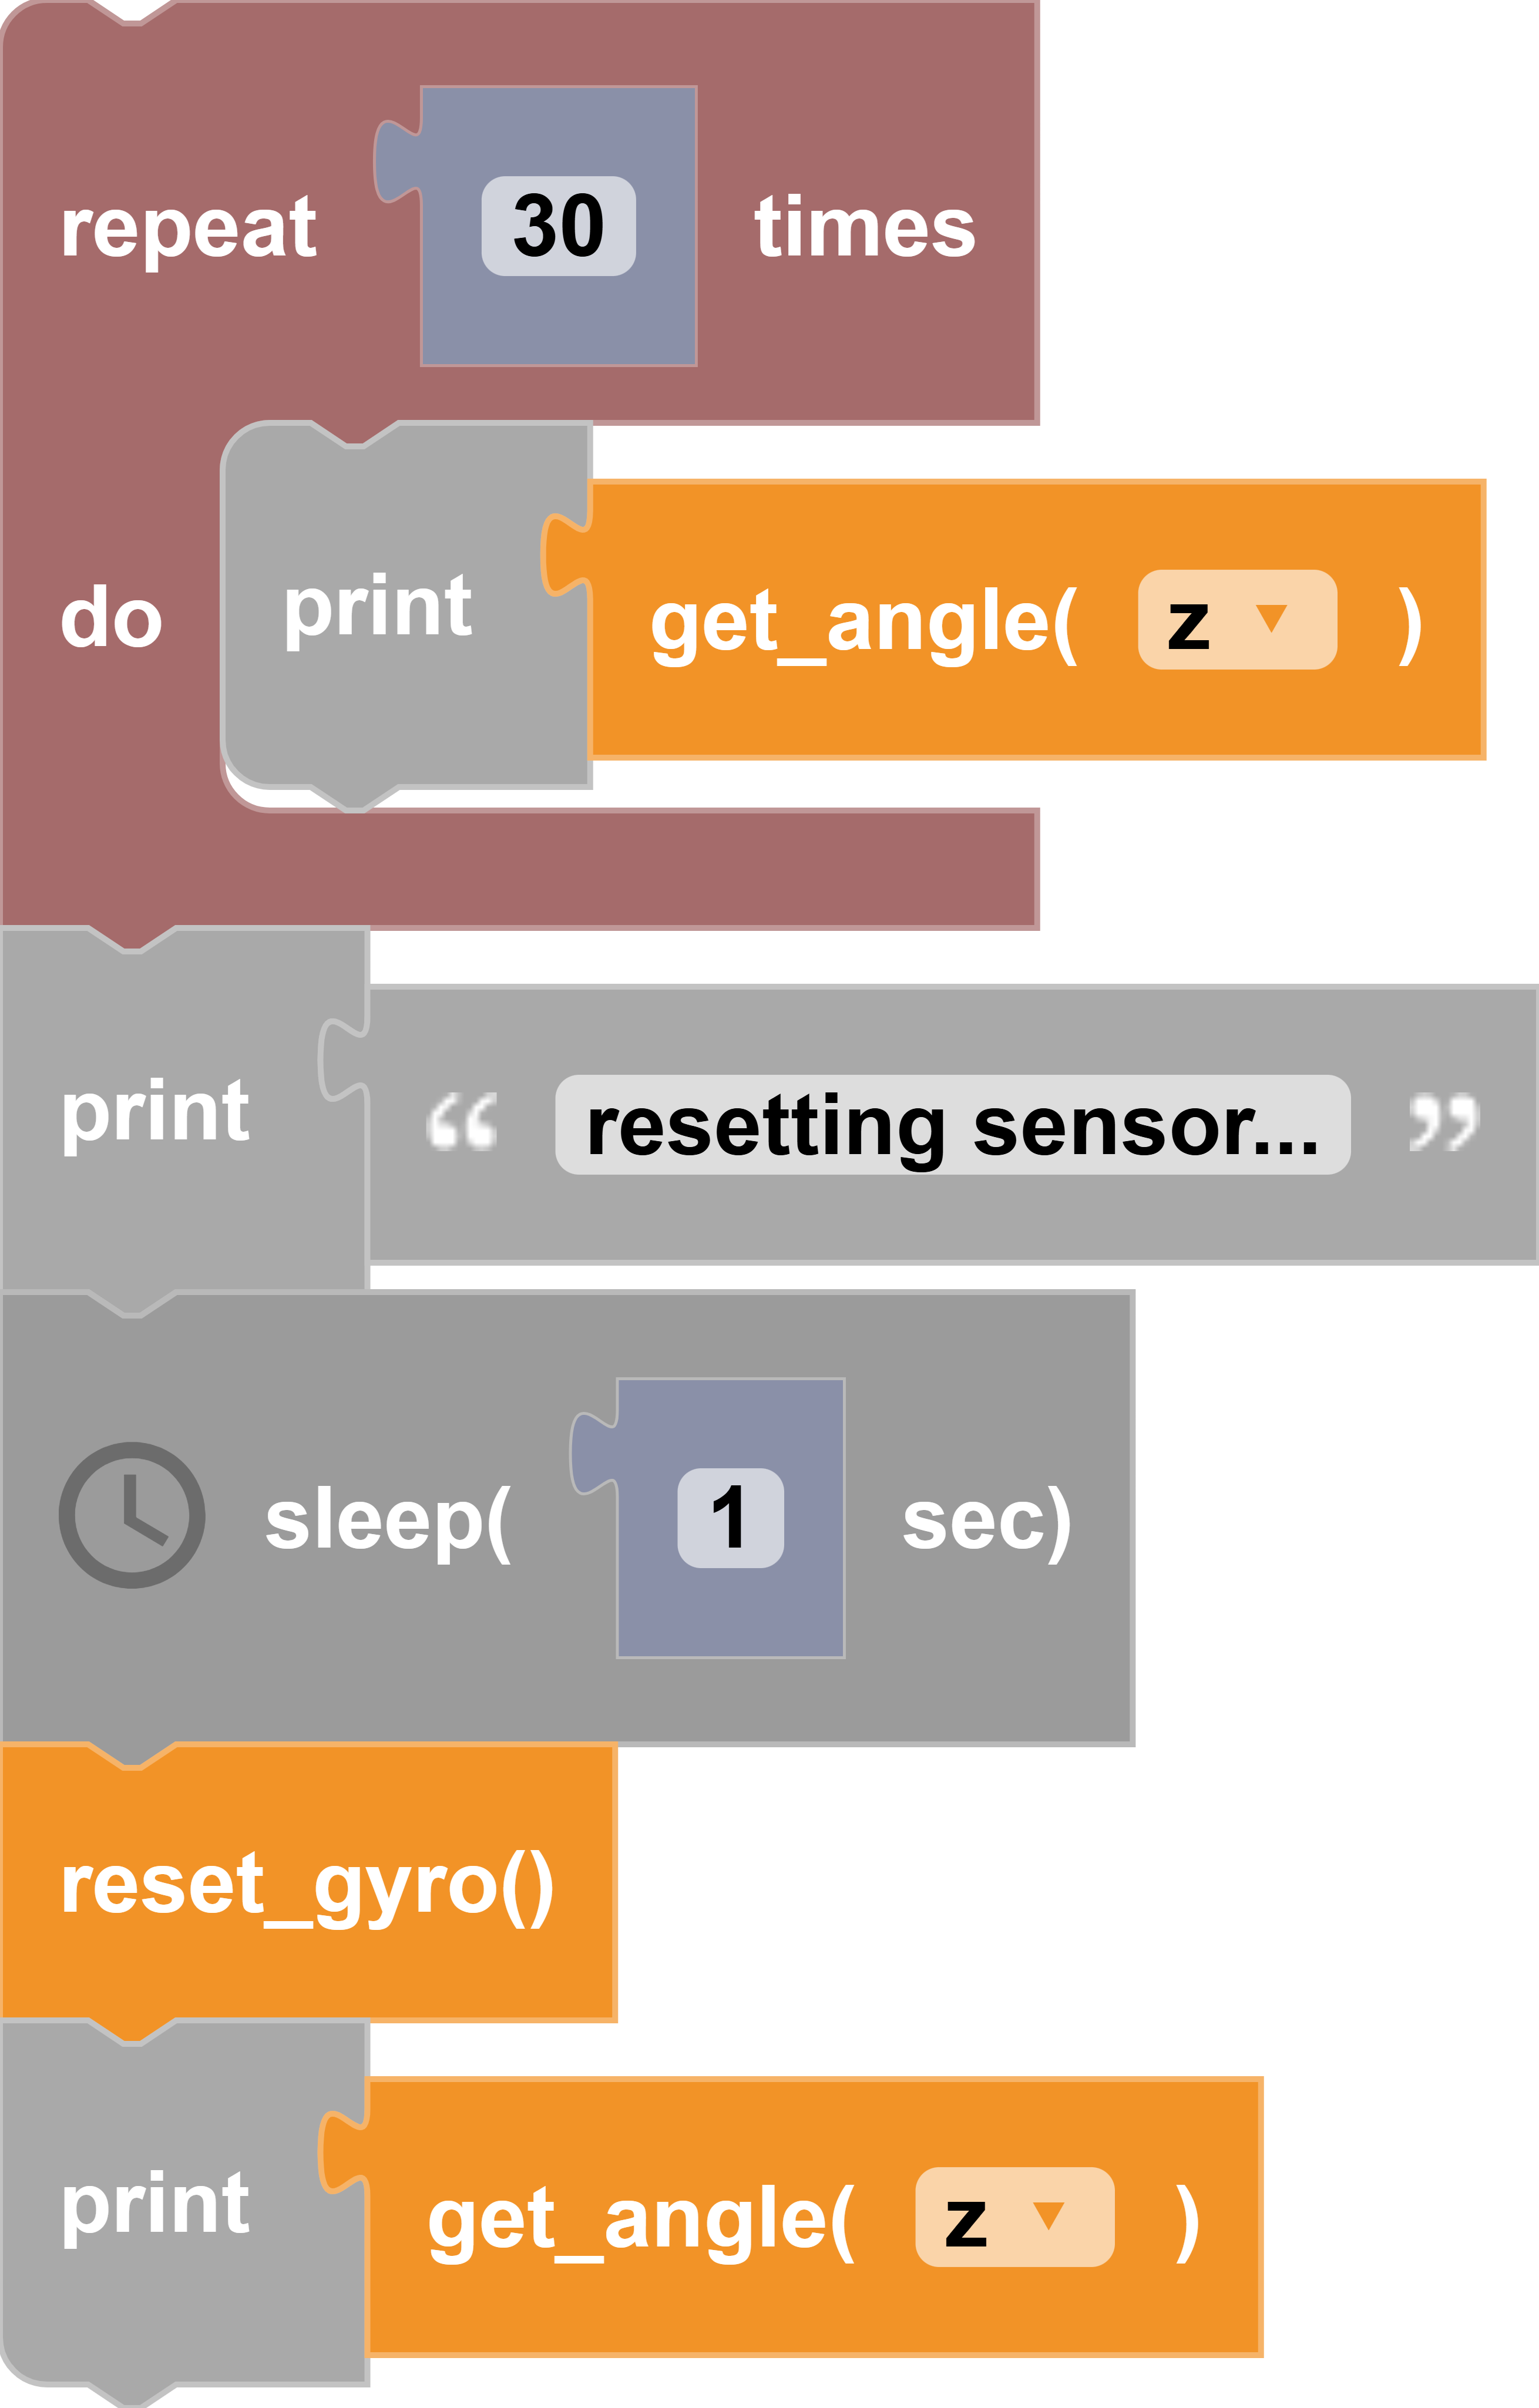 repeat 30 times
do print get_angle( z ▼ )
print “ resetting sensor... ”
sleep( 1 sec)
reset_gyro()
print get_angle( z ▼ )